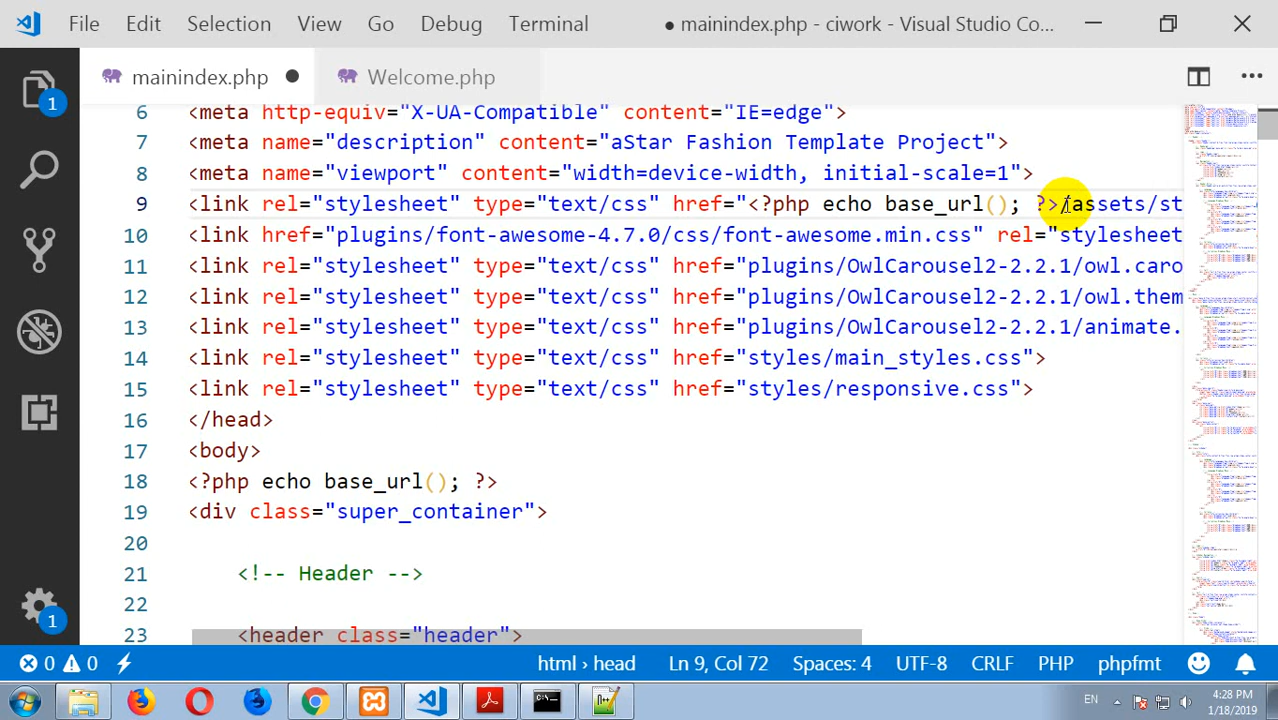 File Edit Selection View Go Debug Terminal ● mainindex.php - ciwork - Visual Studio Co...
mainindex.php ● Welcome.php
1
6 <meta http-equiv="X-UA-Compatible" content="IE=edge">
7 <meta name="description" content="aStar Fashion Template Project">
8 <meta name="viewport" content="width=device-width, initial-scale=1">
9 <link rel="stylesheet" type="text/css" href="<?php echo base_url(); ?>/assets/st
10 <link href="plugins/font-awesome-4.7.0/css/font-awesome.min.css" rel="stylesheet
11 <link rel="stylesheet" type="text/css" href="plugins/OwlCarousel2-2.2.1/owl.caro
12 <link rel="stylesheet" type="text/css" href="plugins/OwlCarousel2-2.2.1/owl.them
13 <link rel="stylesheet" type="text/css" href="plugins/OwlCarousel2-2.2.1/animate.
14 <link rel="stylesheet" type="text/css" href="styles/main_styles.css">
15 <link rel="stylesheet" type="text/css" href="styles/responsive.css">
16 </head>
17 <body>
18 <?php echo base_url(); ?>
19 <div class="super_container">
20
21 <!-- Header -->
22
23 <header class="header">
1
0 0 html › head Ln 9, Col 72 Spaces: 4 UTF-8 CRLF PHP phpfmt
EN 4:28 PM
1/18/2019